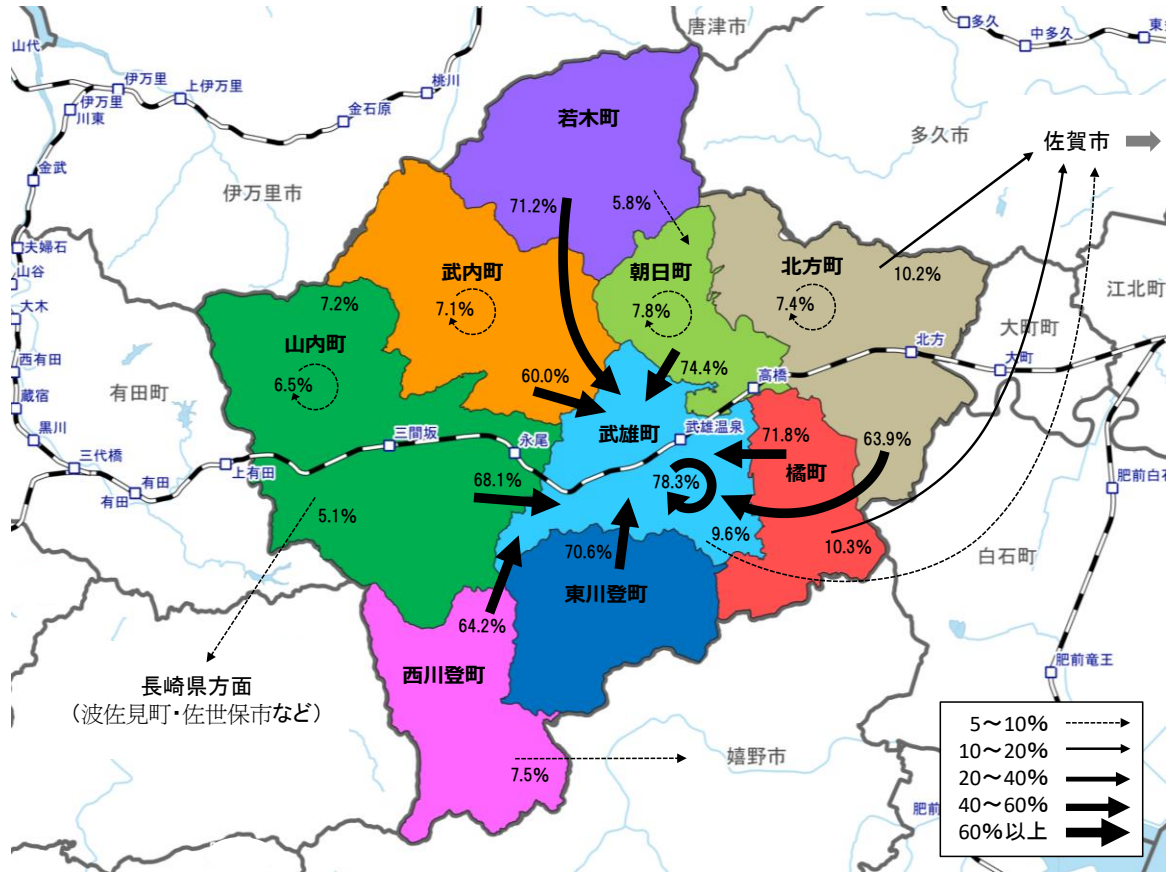 唐津市
山代
多久
中多久
東
伊万里
上伊万里
桃川
伊万里
川東
金石原
若木町
多久市
佐賀市
金武
伊万里市
71.2%
5.8%
夫婦石
山谷
武内町
朝日町
北方町
10.2%
江北町
大木
7.2%
7.1%
7.8%
7.4%
大町町
山内町
西有田
北方
大町
有田町
6.5%
60.0%
74.4%
高橋
蔵宿
武雄町
武雄温泉
黒川
三間坂
永尾
71.8%
63.9%
三代橋
上有田
橘町
有田
有田
68.1%
78.3%
肥前白石
5.1%
9.6%
10.3%
白石町
70.6%
東川登町
64.2%
西川登町
肥前竜王
長崎県方面
(波佐見町・佐世保市など)
嬉野市
7.5%
5～10%
10～20%
20～40%
40～60%
60%以上
肥前
肥